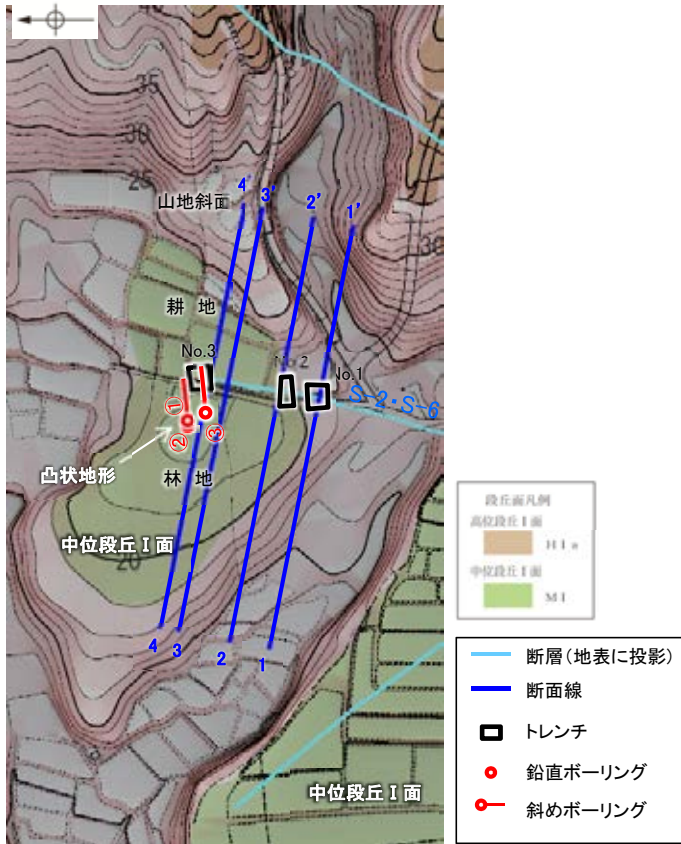 35
30
25
山地斜面
4'
3'
2'
1'
30
耕 地
No.3
No.2
No.1
S-2・S-6
①
②
③
凸状地形
林 地
中位段丘Ⅰ面
20
4
3
2
1
中位段丘Ⅰ面
段丘面凡例
高位段丘Ⅰ面
HⅠa
中位段丘Ⅰ面
MⅠ
断層(地表に投影)
断面線
トレンチ
鉛直ボーリング
斜めボーリング